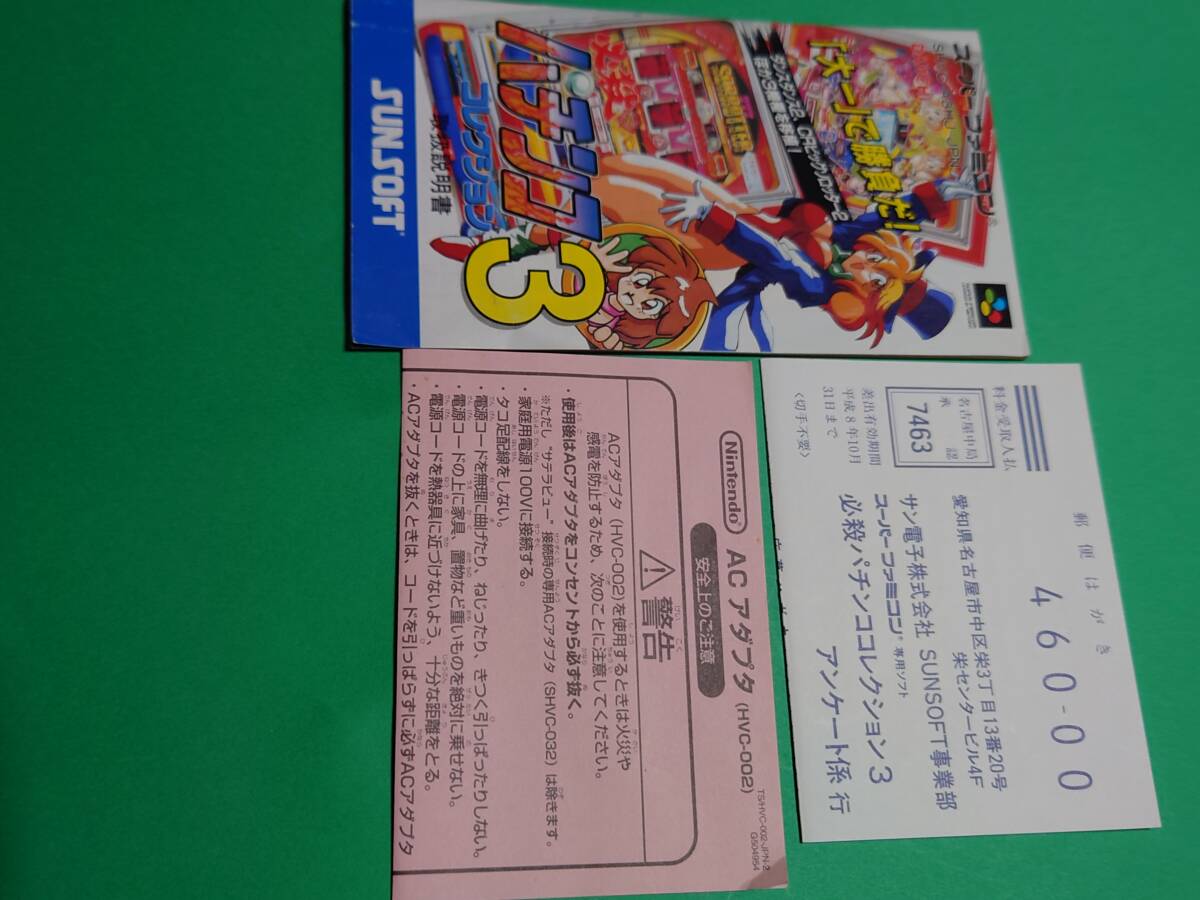 スーパーファミコン®
「大一」で勝負だ!
ほか3機種を移植!
パチンコ
コレクション
3
取扱説明書
SUNSOFT®
Nintendo®
ACアダプタ (HVC-002)
安全上のご注意
警告
ACアダプタ(HVC-002)を使用するときは火災や
感電を防止するため、次のことに注意してください。
・使用後はACアダプタをコンセントから必ず抜く。
※ただし“サテラビュー”接続時の専用ACアダプタ(SHVC-032)は除きます。
・家庭用電源100Vに接続する。
・タコ足配線をしない。
・電源コードを無理に曲げたり、ねじったり、きつく引っぱったりしない。
・電源コードの上に家具、置物など重いものを絶対に乗せない。
・電源コードを熱器具に近づけないよう、十分な距離をとる。
・ACアダプタを抜くときは、コードを引っぱらずに必ずACアダプタ
TS/HVC-002-JPN-2
G504954
郵便はがき
460-00
料金受取人払
名古屋中局
承認
7463
差出有効期間
平成8年10月
31日まで
〈切手不要〉
愛知県名古屋市中区栄3丁目13番20号
栄センタービル4F
サン電子株式会社 SUNSOFT事業部
スーパーファミコン®専用ソフト
必殺パチンココレクション3
アンケート係 行